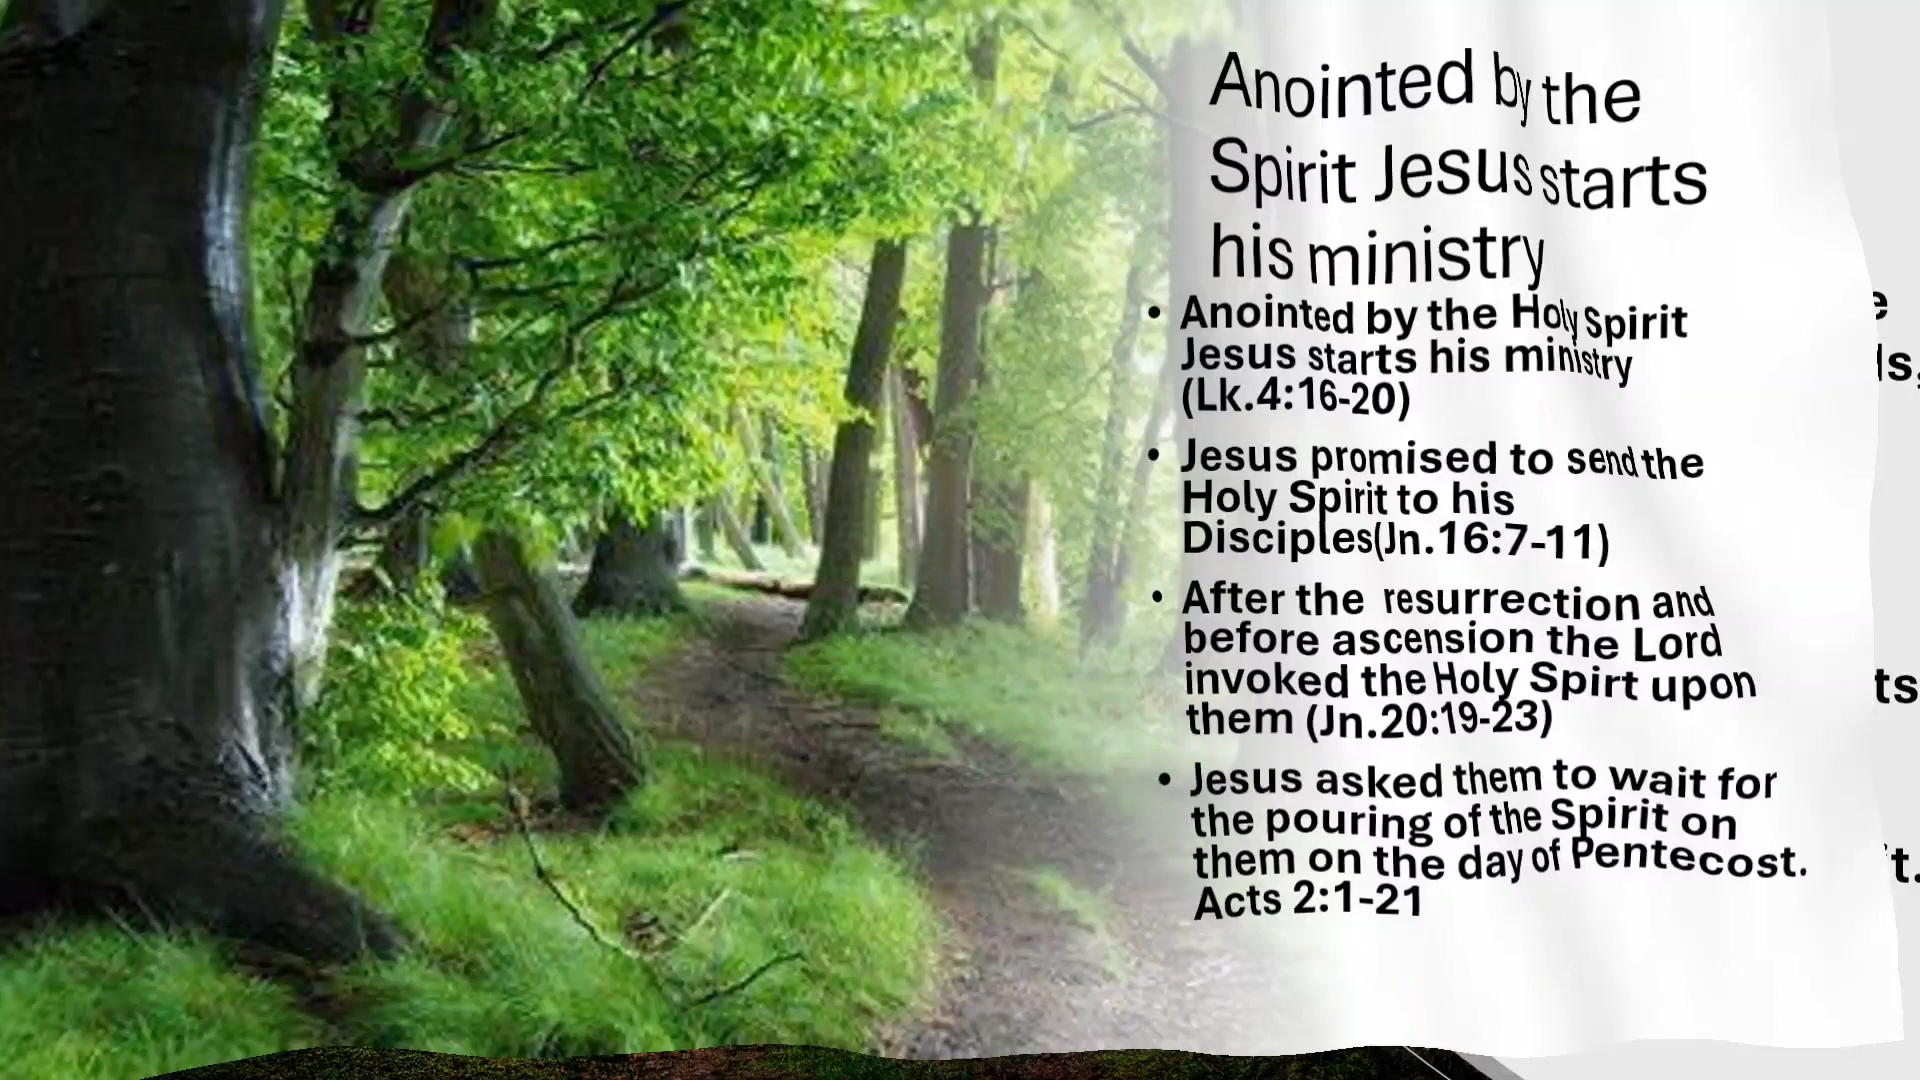 Anointed by the
Spirit Jesus starts
his ministry
• Anointed by the Holy Spirit
Jesus starts his ministry
(Lk.4:16-20)
• Jesus promised to send the
Holy Spirit to his
Disciples(Jn.16:7-11)
• After the resurrection and
before ascension the Lord
invoked the Holy Spirt upon
them (Jn.20:19-23)
• Jesus asked them to wait for
the pouring of the Spirit on
them on the day of Pentecost.
Acts 2:1-21